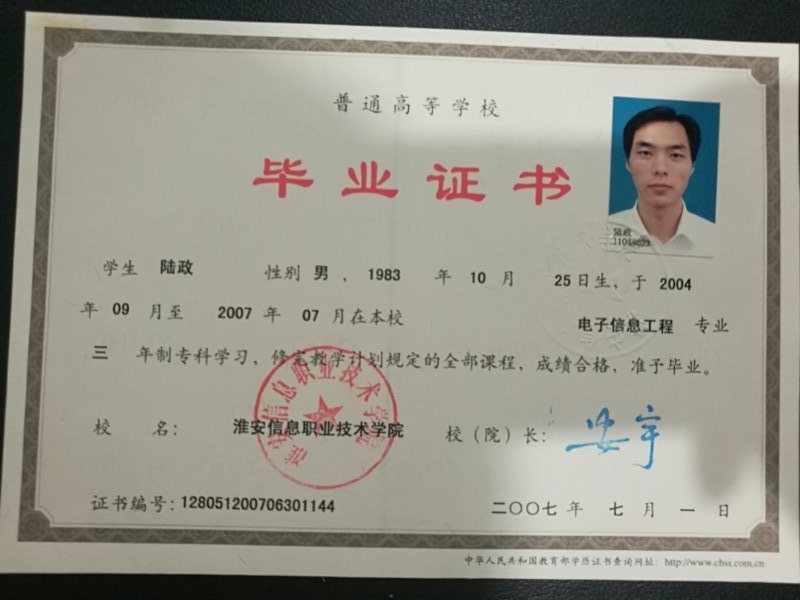 普通高等学校
毕业证书
陆政
11048023
学生 陆政 性别 男 ，1983 年 10 月 25日生，于 2004
年 09 月至 2007 年 07 月在本校 电子信息工程 专业
三 年制专科学习，修完教学计划规定的全部课程，成绩合格，准予毕业。
淮安信息职业技术学院
校 名： 淮安信息职业技术学院 校（院）长： 安宇
证书编号：128051200706301144 二〇〇七年 七月 一日
中华人民共和国教育部学历证书查询网址： http://www.chsi.com.cn